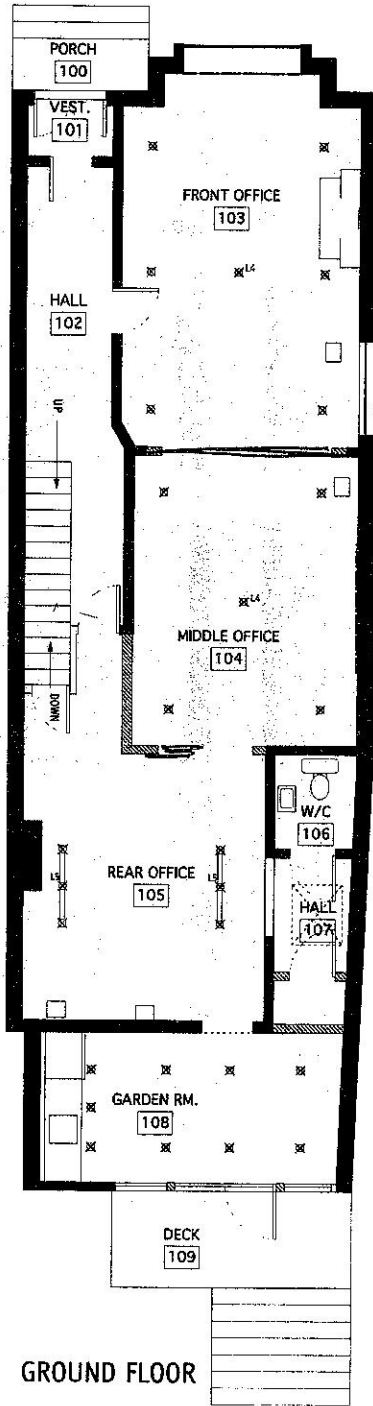 PORCH
100
VEST.
101
FRONT OFFICE
103
L4
HALL
102
UP
L4
MIDDLE OFFICE
104
DOWN
W/C
106
REAR OFFICE
105
L5
L5
HALL
107
GARDEN RM.
108
DECK
109
GROUND FLOOR